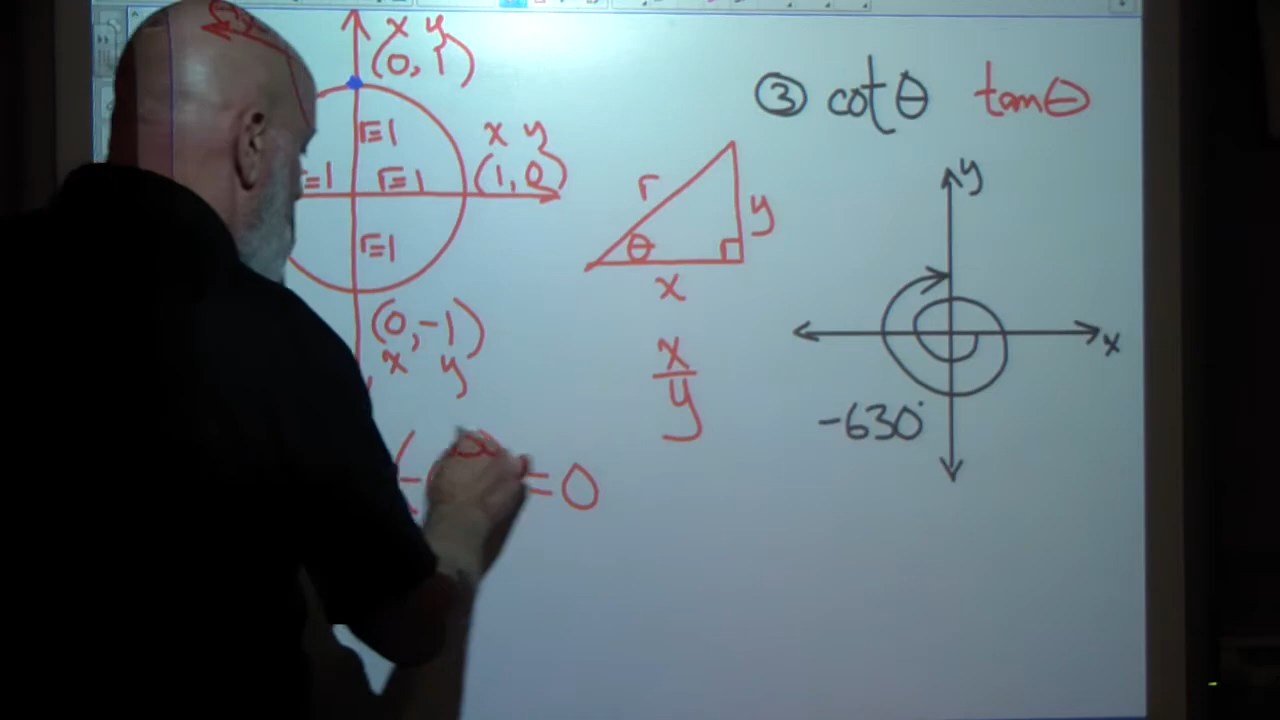 x y
(0, 1)
③ cot θ tan θ
r=1
x y
=1 r=1 (1, 0)
r=1
r
θ
y
x
y
x
(0, -1)
x y
x
y
-630°
= 0